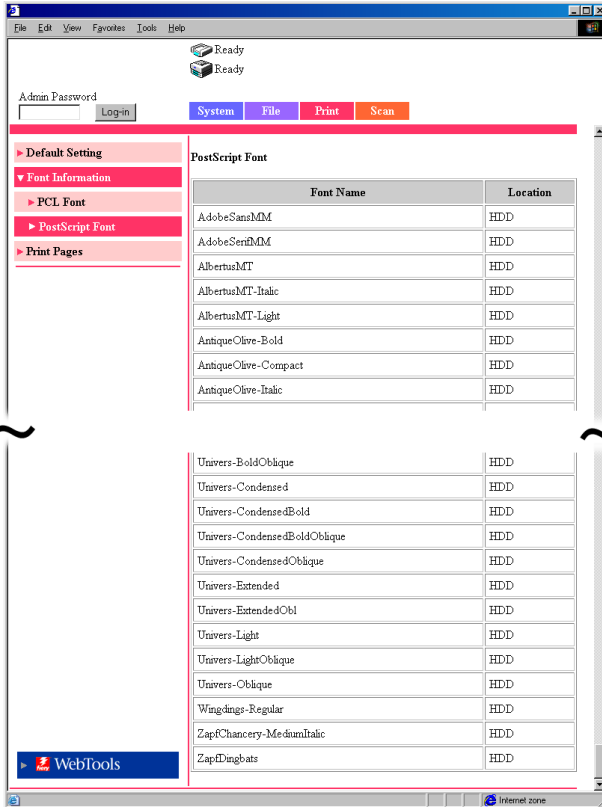 File Edit View Favorites Tools Help
Ready
Ready
Admin Password
Log-in
System File Print Scan
Default Setting
Font Information
PCL Font
PostScript Font
Print Pages
PostScript Font
Font Name Location
AdobeSansMM HDD
AdobeSerifMM HDD
AlbertusMT HDD
AlbertusMT-Italic HDD
AlbertusMT-Light HDD
AntiqueOlive-Bold HDD
AntiqueOlive-Compact HDD
AntiqueOlive-Italic HDD
Univers-BoldOblique HDD
Univers-Condensed HDD
Univers-CondensedBold HDD
Univers-CondensedBoldOblique HDD
Univers-CondensedOblique HDD
Univers-Extended HDD
Univers-ExtendedObl HDD
Univers-Light HDD
Univers-LightOblique HDD
Univers-Oblique HDD
Wingdings-Regular HDD
ZapfChancery-MediumItalic HDD
ZapfDingbats HDD
WebTools
Internet zone